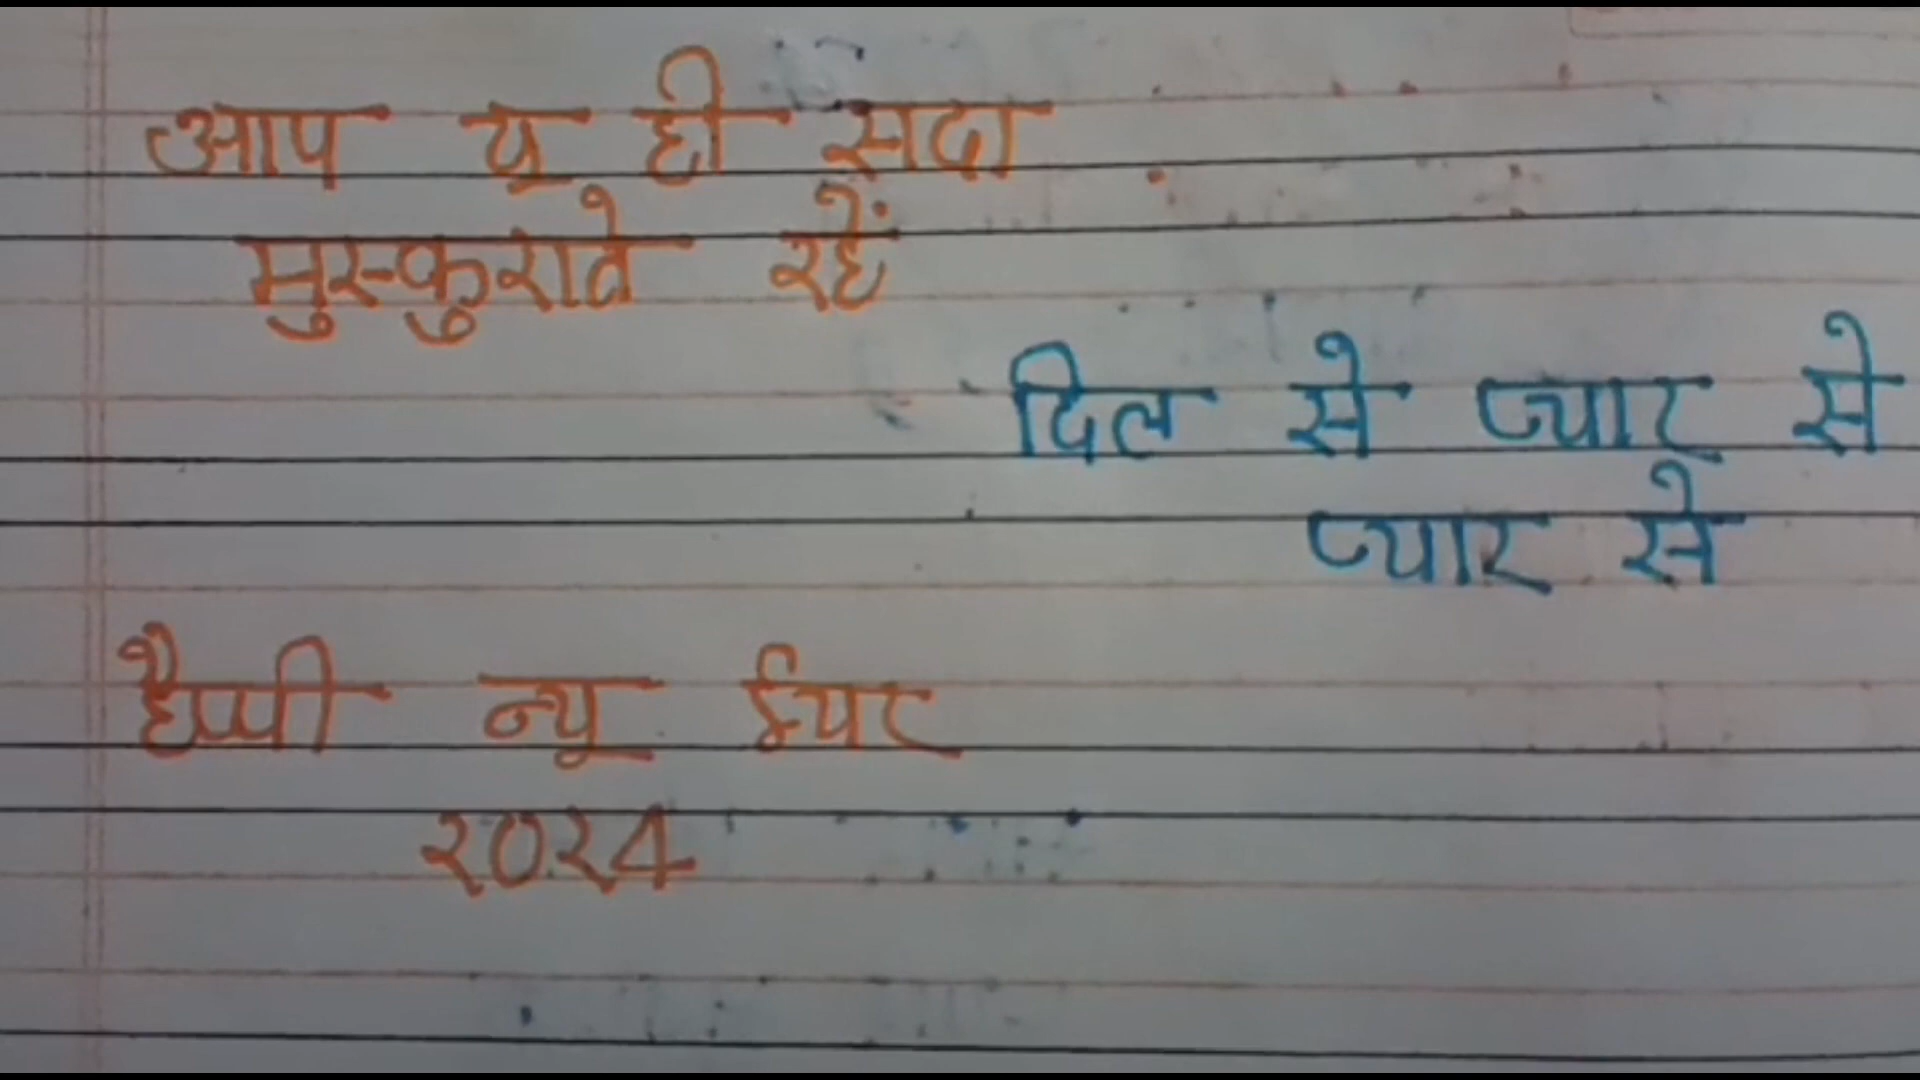 आप यू ही सदा
मुस्कुराते रहें
दिल से प्यार से
प्यार से
हैप्पी न्यू ईयर
२०२4